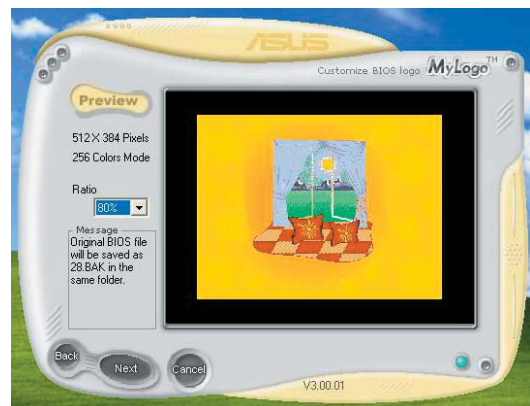 ASUS
Customize BIOS logo MyLogo™
Preview
512 X 384 Pixels
256 Colors Mode
Ratio
80%
Message
Original BIOS file
will be saved as
28.BAK in the
same folder.
Back
Next
Cancel
V3.00.01